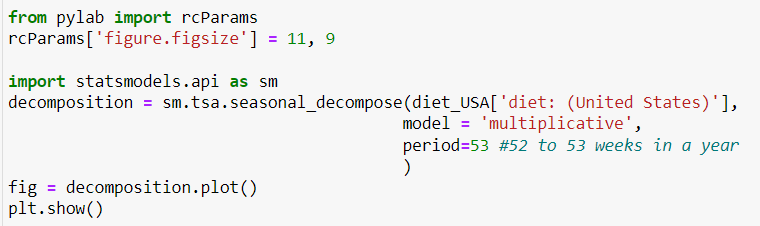 from pylab import rcParams
rcParams['figure.figsize'] = 11, 9

import statsmodels.api as sm
decomposition = sm.tsa.seasonal_decompose(diet_USA['diet: (United States)'],
                                          model = 'multiplicative',
                                          period=53 #52 to 53 weeks in a year
                                          )
fig = decomposition.plot()
plt.show()